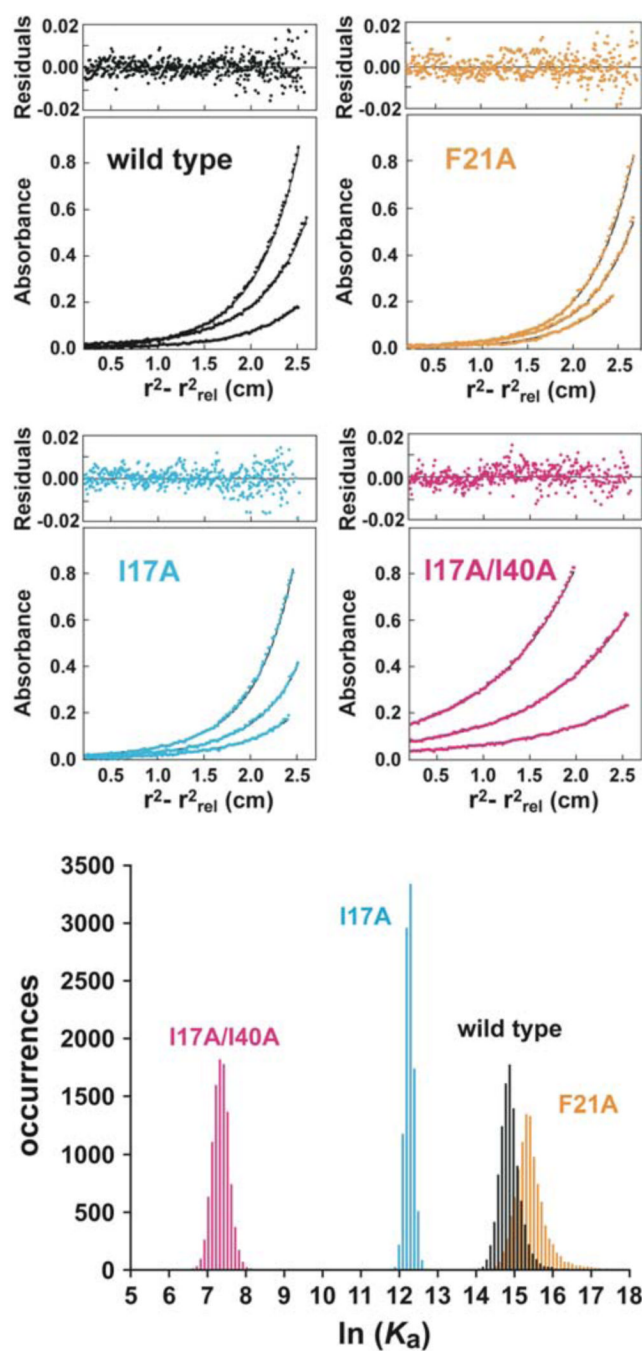 Residuals
0.02
0.00
-0.02
Absorbance
0.8
0.6
0.4
0.2
0.0
wild type
0.5 1.0 1.5 2.0 2.5
r²- r²rel (cm)
Residuals
0.02
0.00
-0.02
Absorbance
0.8
0.6
0.4
0.2
0.0
F21A
0.5 1.0 1.5 2.0 2.5
r²- r²rel (cm)
Residuals
0.02
0.00
-0.02
Absorbance
0.8
0.6
0.4
0.2
0.0
I17A
0.5 1.0 1.5 2.0 2.5
r²- r²rel (cm)
Residuals
0.02
0.00
-0.02
Absorbance
0.8
0.6
0.4
0.2
0.0
I17A/I40A
0.5 1.0 1.5 2.0 2.5
r²- r²rel (cm)
occurrences
3500
3000
2500
2000
1500
1000
500
0
I17A/I40A
I17A
wild type
F21A
5 6 7 8 9 10 11 12 13 14 15 16 17 18
ln (Ka)